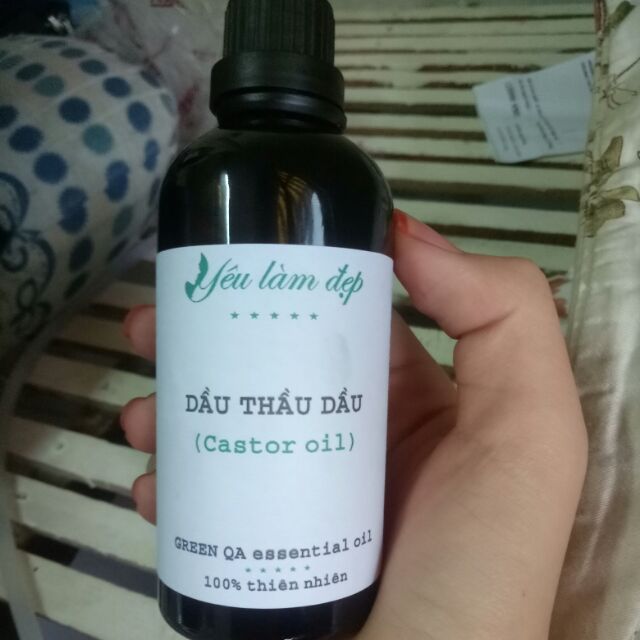 Yêu làm đẹp
DẦU THẦU DẦU
(Castor oil)
GREEN QA essential oil
100% thiên nhiên